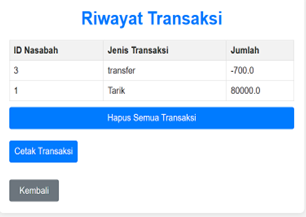 Riwayat Transaksi
ID Nasabah Jenis Transaksi Jumlah
3 transfer -700.0
1 Tarik 80000.0
Hapus Semua Transaksi
Cetak Transaksi
Kembali